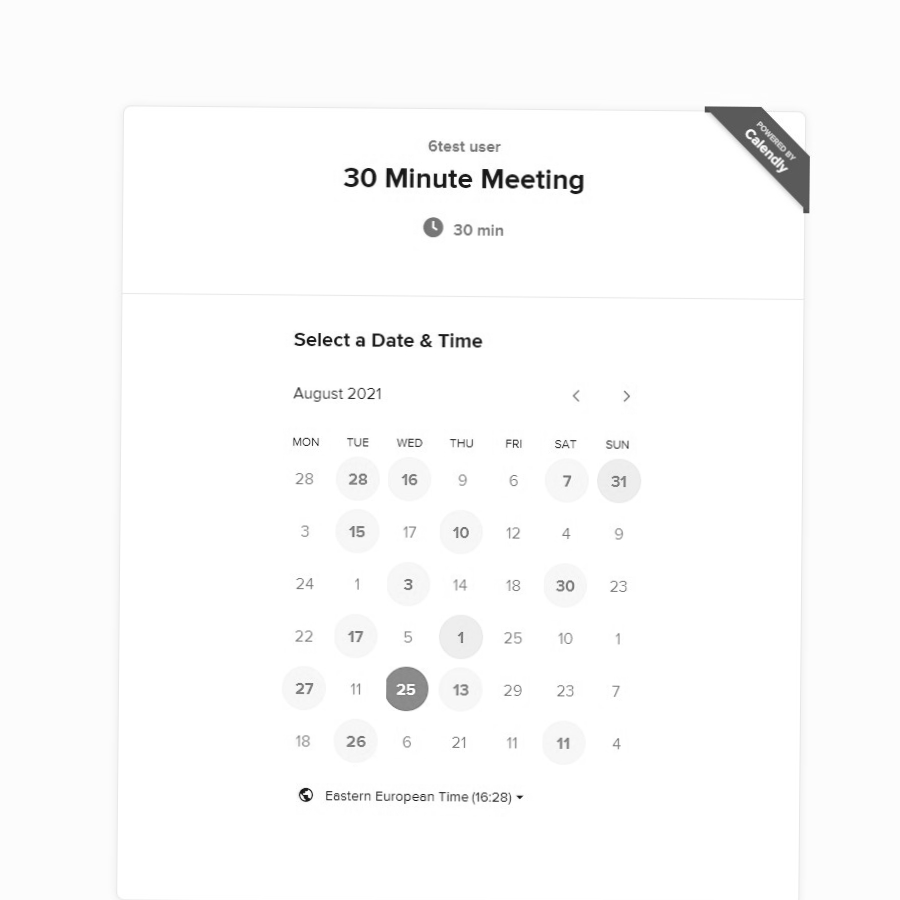 POWERED BY
Calendly
6test user
30 Minute Meeting
30 min
Select a Date & Time
August 2021
MON TUE WED THU FRI SAT SUN
28 28 16 9 6 7 31
3 15 17 10 12 4 9
24 1 3 14 18 30 23
22 17 5 1 25 10 1
27 11 25 13 29 23 7
18 26 6 21 11 11 4
Eastern European Time (16:28)